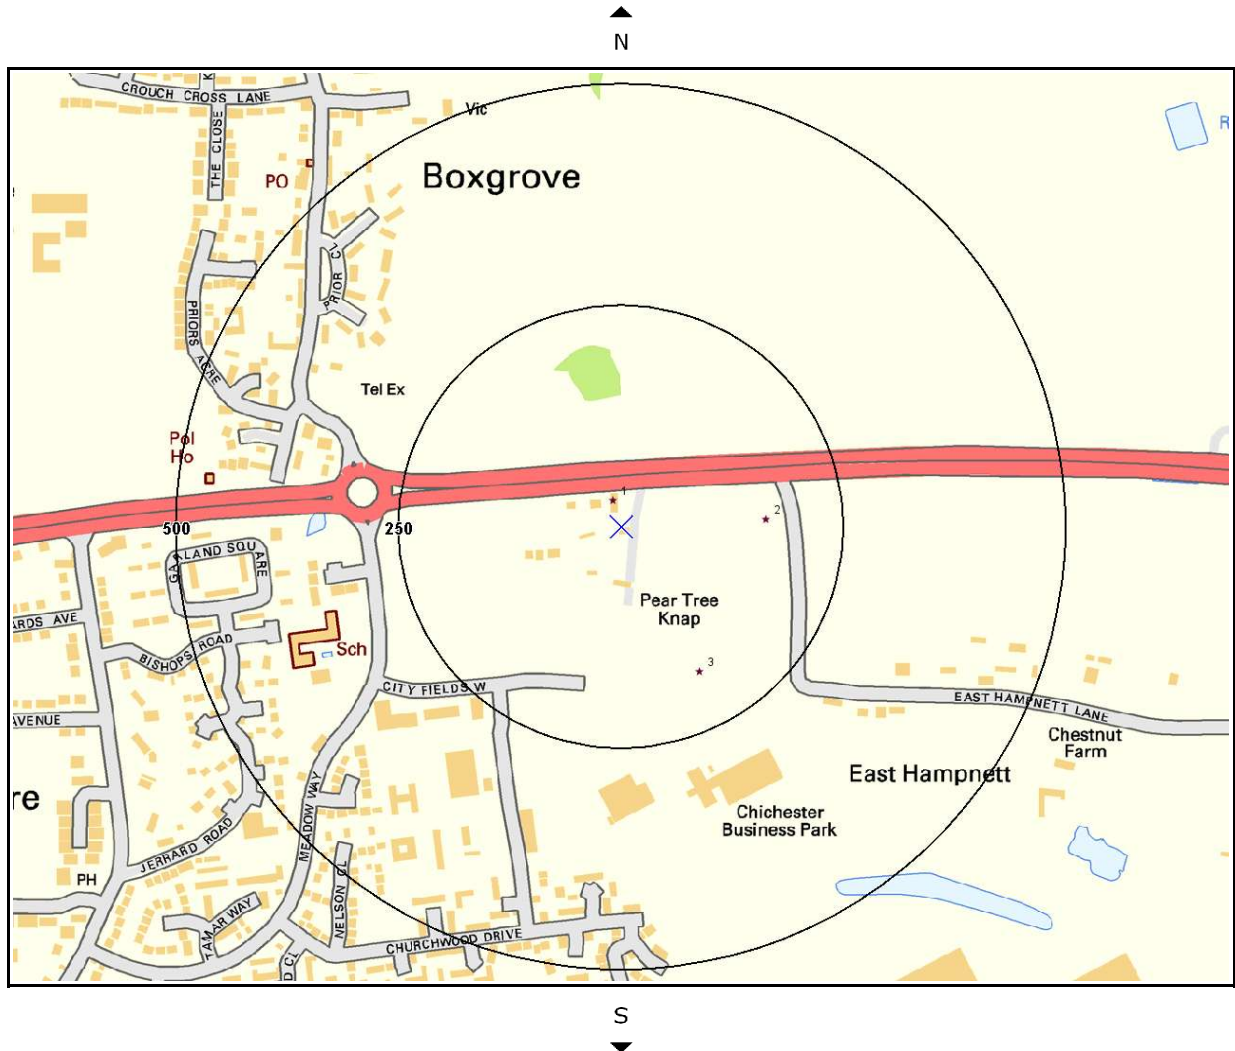 N
CROUCH CROSS LANE
K
THE CLOSE
Vic
R
PO
Boxgrove
PRIOR CL
PRIORS ACRE
Tel Ex
Pol
Ho
1
2
500
250
GARLAND SQUARE
ARDS AVE
BISHOPS ROAD
Sch
Pear Tree
Knap
3
CITY FIELDS W
EAST HAMPNETT LANE
AVENUE
Chestnut
Farm
East Hampnett
re
MEADOW WAY
Chichester
Business Park
JERRARD ROAD
PH
NELSON CL
TAMAR WAY
CHURCHWOOD DRIVE
D CL
S